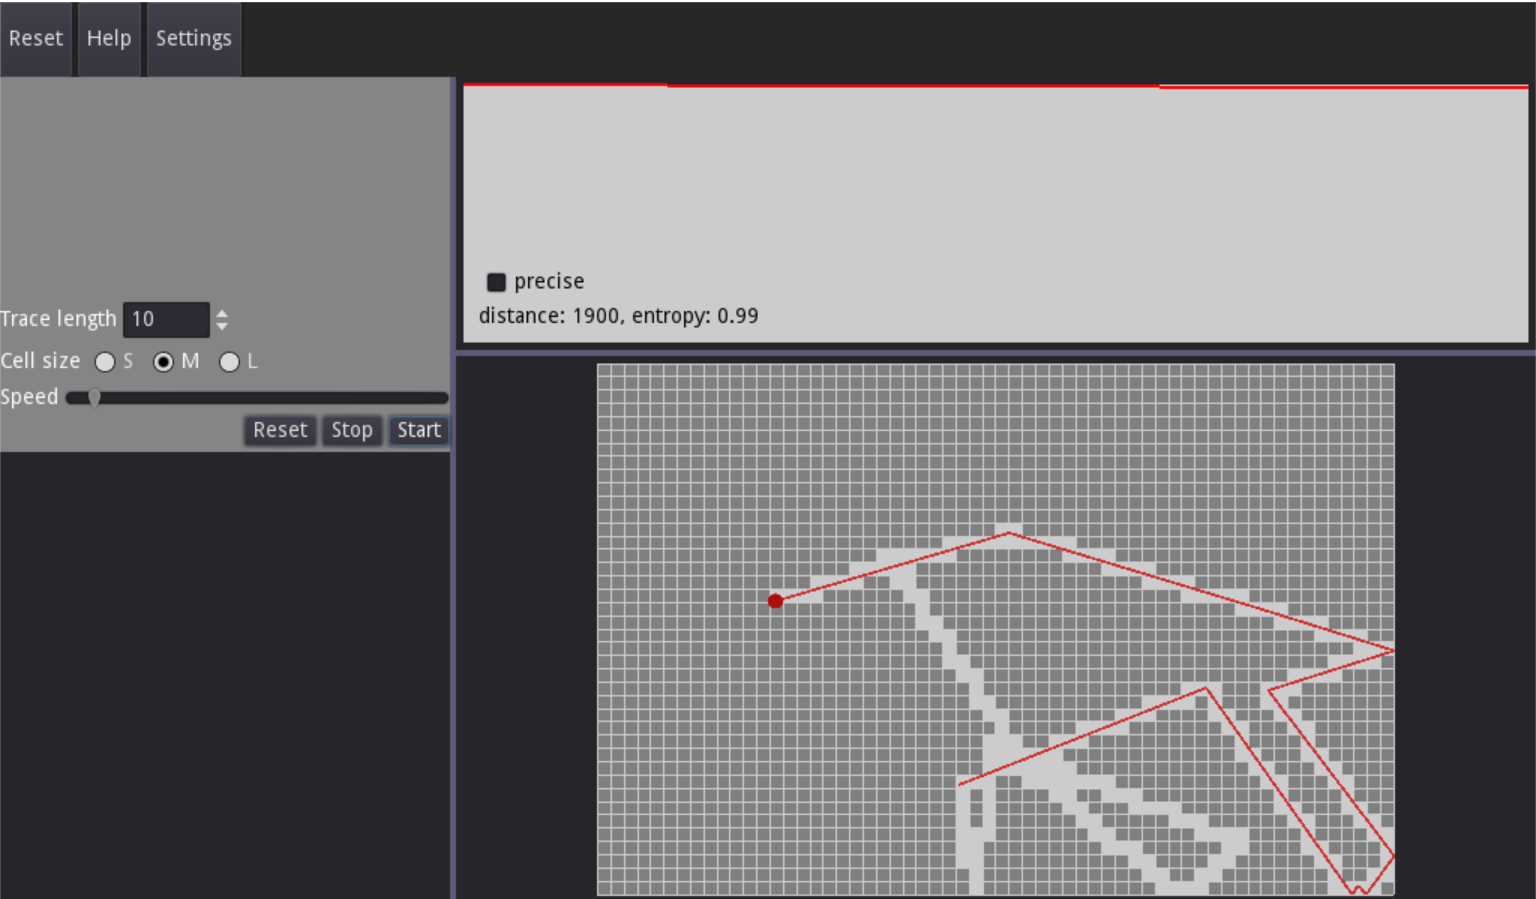 Reset Help Settings
precise
distance: 1900, entropy: 0.99
Trace length 10
Cell size S M L
Speed
Reset Stop Start